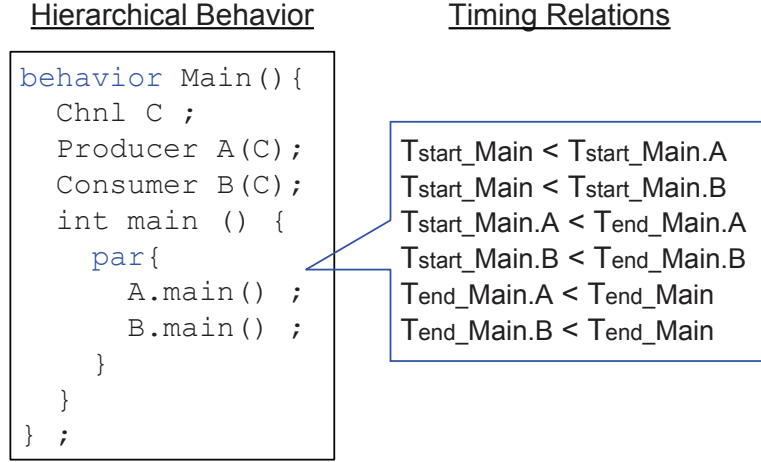 Hierarchical Behavior
Timing Relations
behavior Main(){
Chnl C ;
Producer A(C);
Consumer B(C);
int main () {
par{
A.main() ;
B.main() ;
}
}
} ;
Tstart_Main < Tstart_Main.A
Tstart_Main < Tstart_Main.B
Tstart_Main.A < Tend_Main.A
Tstart_Main.B < Tend_Main.B
Tend_Main.A < Tend_Main
Tend_Main.B < Tend_Main